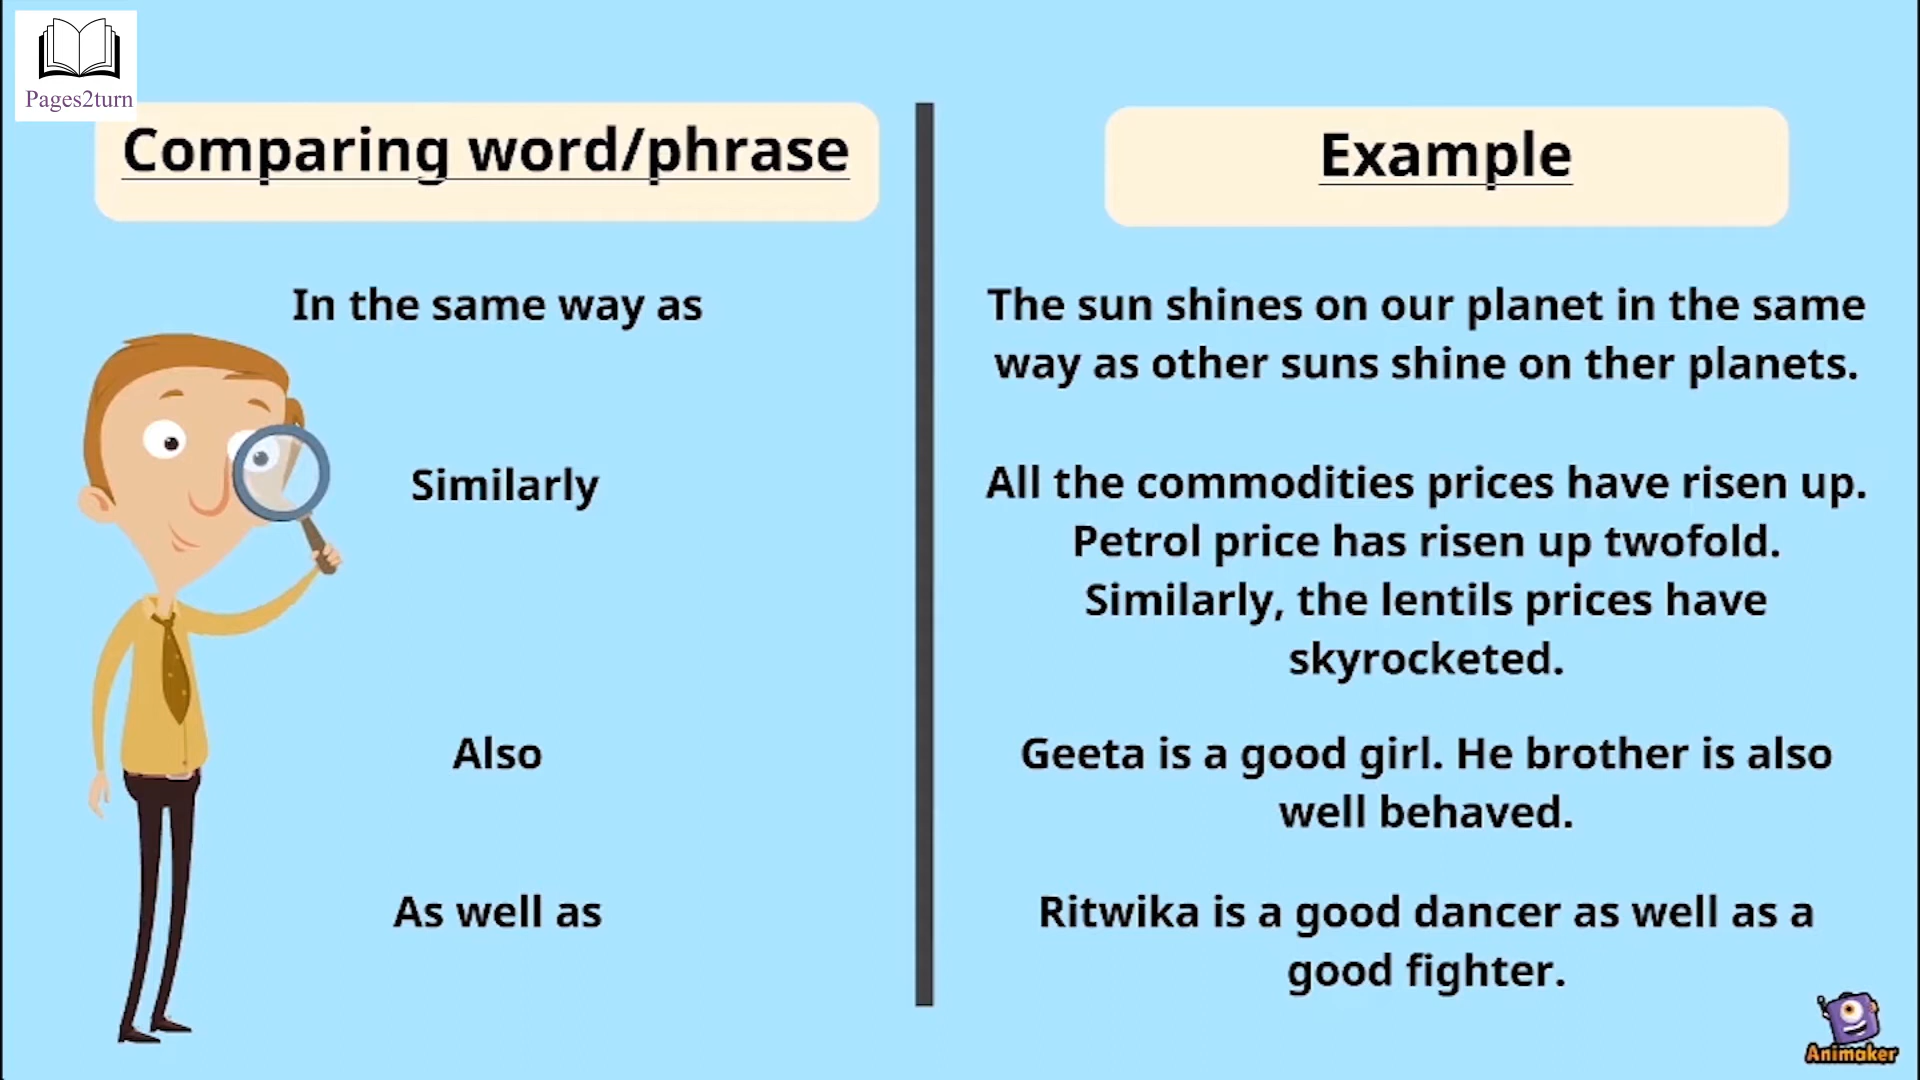 Pages2turn
Comparing word/phrase
Example
In the same way as
The sun shines on our planet in the same
way as other suns shine on ther planets.
Similarly
All the commodities prices have risen up.
Petrol price has risen up twofold.
Similarly, the lentils prices have
skyrocketed.
Also
Geeta is a good girl. He brother is also
well behaved.
As well as
Ritwika is a good dancer as well as a
good fighter.
Animaker